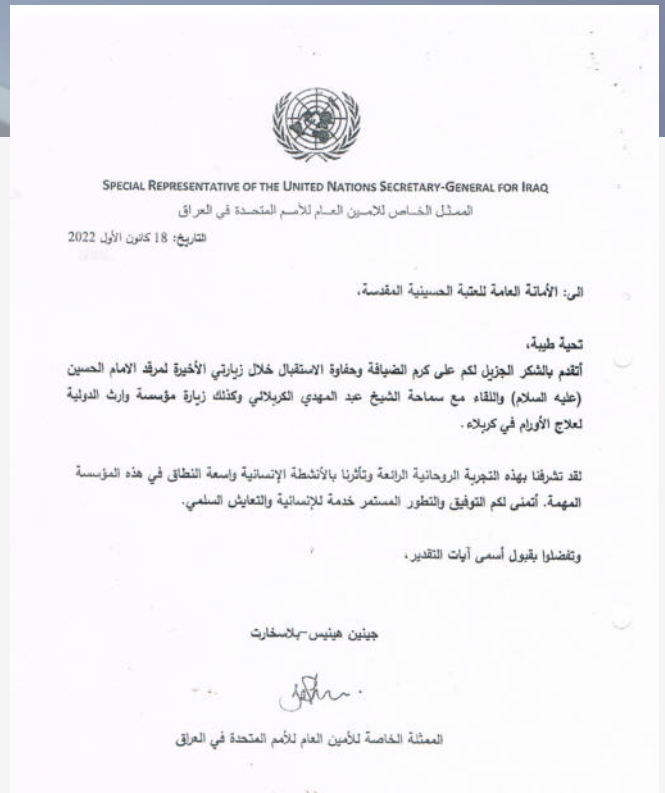 SPECIAL REPRESENTATIVE OF THE UNITED NATIONS SECRETARY-GENERAL FOR IRAQ
الممثل الخاص للامين العام للأمم المتحدة في العراق
التاريخ: 18 كانون الأول 2022
الى: الأمانة العامة للعتبة الحسينية المقدسة،
تحية طيبة،
أتقدم بالشكر الجزيل لكم على كرم الضيافة وحفاوة الاستقبال خلال زيارتي الأخيرة لمرقد الامام الحسين
(عليه السلام) واللقاء مع سماحة الشيخ عبد المهدي الكربلائي وكذلك زيارة مؤسسة وارث الدولية
لعلاج الأورام في كربلاء.
لقد تشرفنا بهذه التجربة الروحانية الرائعة وتأثرنا بالأنشطة الإنسانية واسعة النطاق في هذه المؤسسة
المهمة. أتمنى لكم التوفيق والتطور المستمر خدمة للإنسانية والتعايش السلمي.
وتفضلوا بقبول أسمى آيات التقدير،
جينين هينيس-بلاسخارت
الممثلة الخاصة للأمين العام للأمم المتحدة في العراق